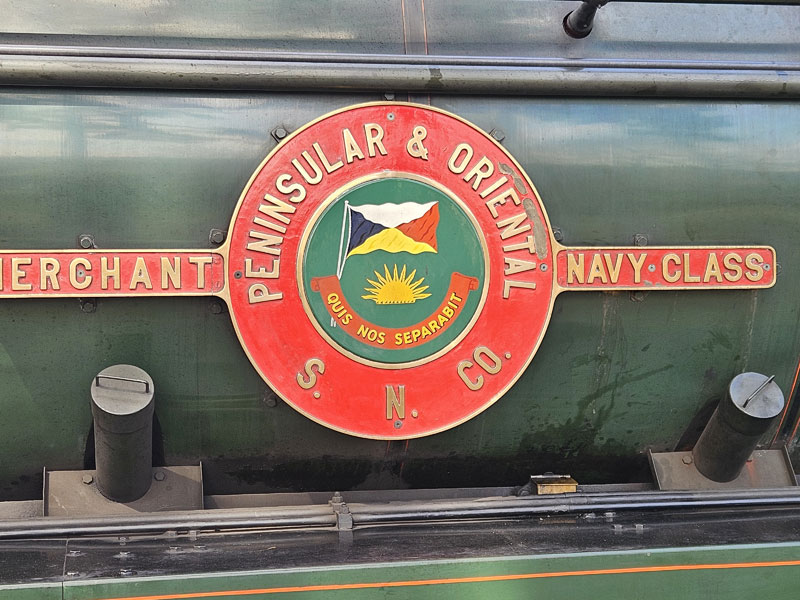 PENINSULAR & ORIENTAL
MERCHANT NAVY CLASS
QUIS NOS SEPARABIT
S. N. CO.